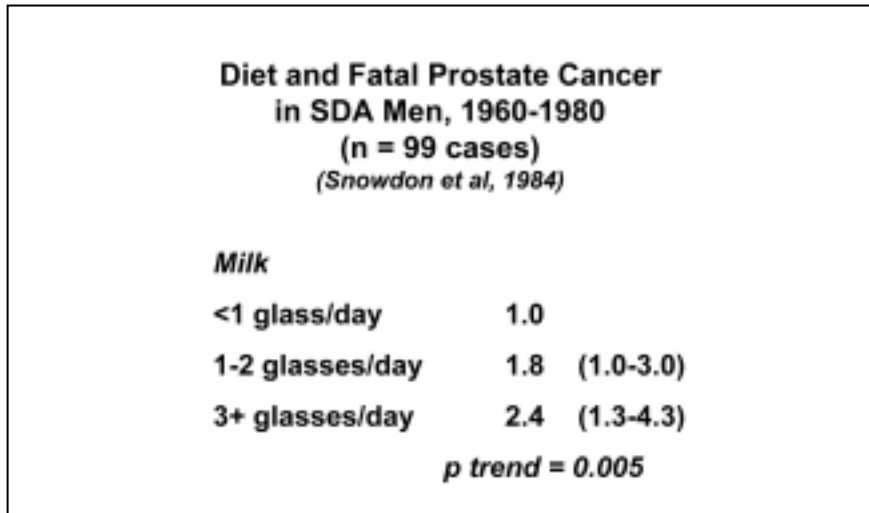 Diet and Fatal Prostate Cancer
in SDA Men, 1960-1980
(n = 99 cases)
(Snowdon et al, 1984)
Milk
<1 glass/day 1.0
1-2 glasses/day 1.8 (1.0-3.0)
3+ glasses/day 2.4 (1.3-4.3)
p trend = 0.005